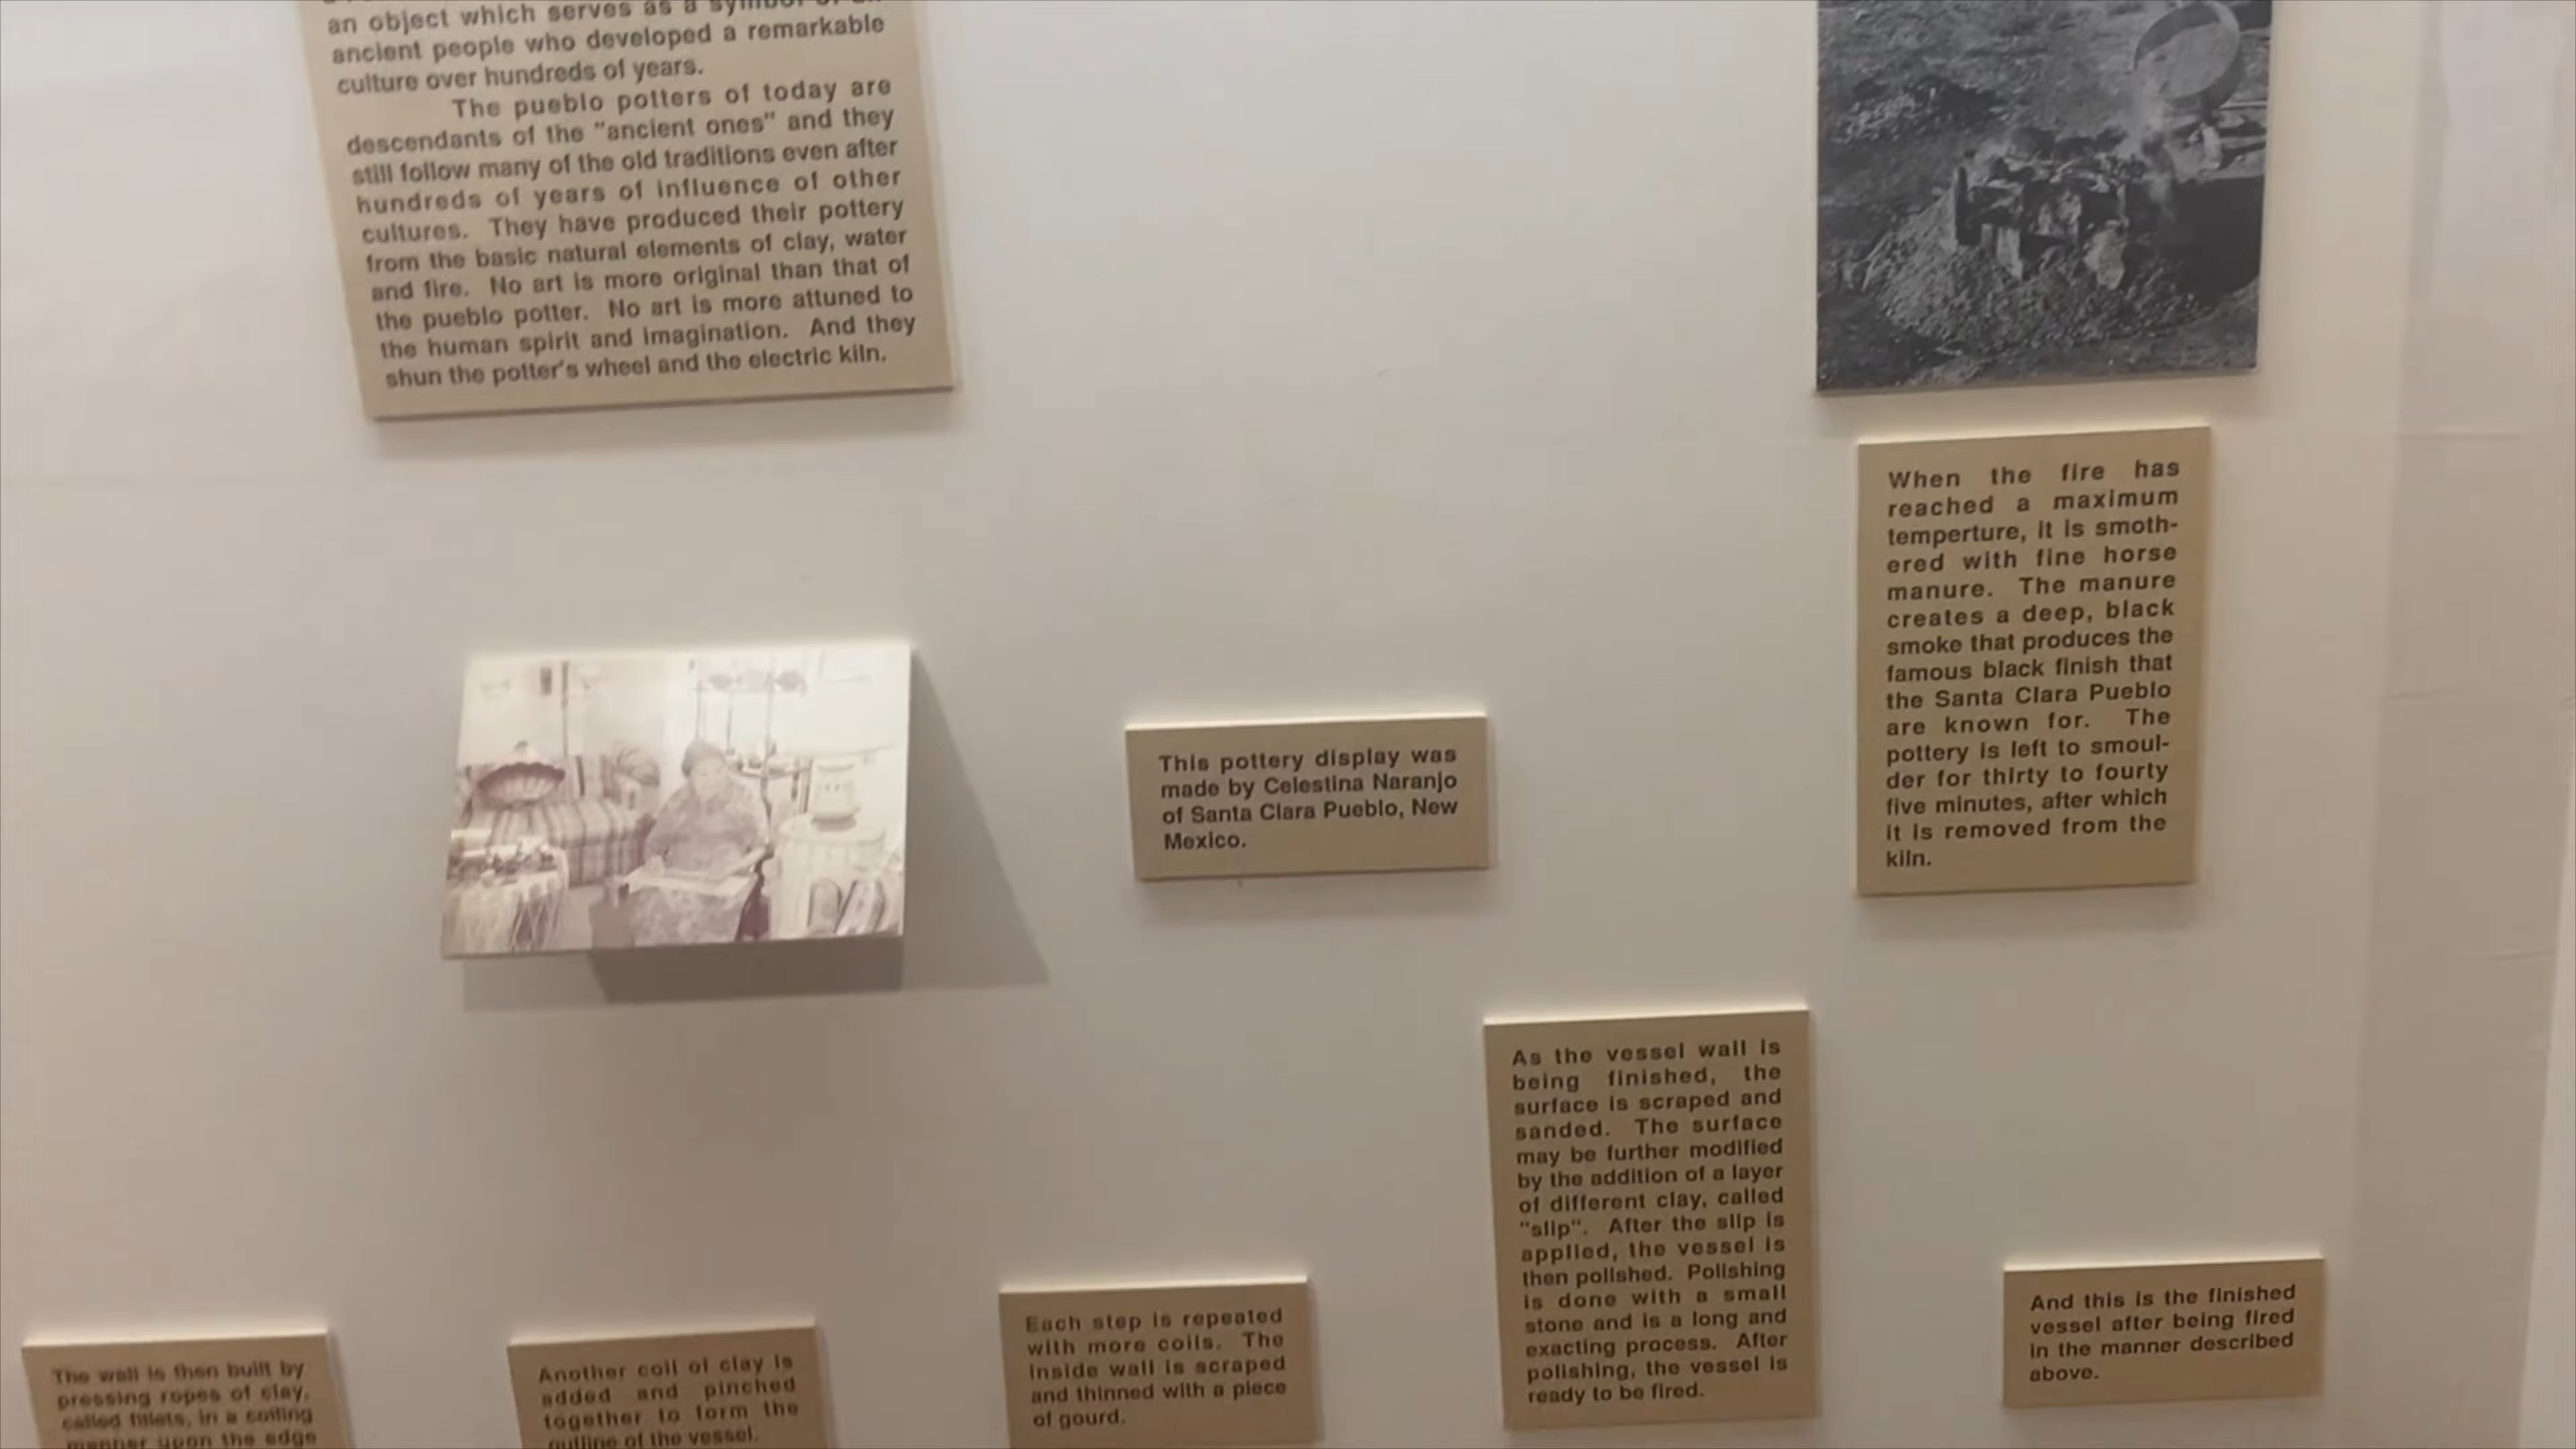 an object which serves as a
ancient people who developed a remarkable
culture over hundreds of years.
The pueblo potters of today are
descendants of the "ancient ones" and they
still follow many of the old traditions even after
hundreds of years of influence of other
cultures. They have produced their pottery
from the basic natural elements of clay, water
and fire. No art is more original than that of
the pueblo potter. No art is more attuned to
the human spirit and imagination. And they
shun the potter's wheel and the electric kiln.
When the fire has
reached a maximum
temperture, it is smoth-
ered with fine horse
manure. The manure
creates a deep, black
smoke that produces the
famous black finish that
the Santa Clara Pueblo
are known for. The
pottery is left to smoul-
der for thirty to fourty
five minutes, after which
it is removed from the
kiln.
This pottery display was
made by Celestina Naranjo
of Santa Clara Pueblo, New
Mexico.
As the vessel wall is
being finished, the
surface is scraped and
sanded. The surface
may be further modified
by the addition of a layer
of different clay, called
"slip". After the slip is
applied, the vessel is
then polished. Polishing
is done with a small
stone and is a long and
exacting process. After
polishing, the vessel is
ready to be fired.
The wall is then built by
pressing ropes of clay,
called fillets, in a coiling
manner upon the edge
Another coil of clay is
added and pinched
together to form the
outline of the vessel.
Each step is repeated
with more coils. The
inside wall is scraped
and thinned with a piece
of gourd.
And this is the finished
vessel after being fired
in the manner described
above.